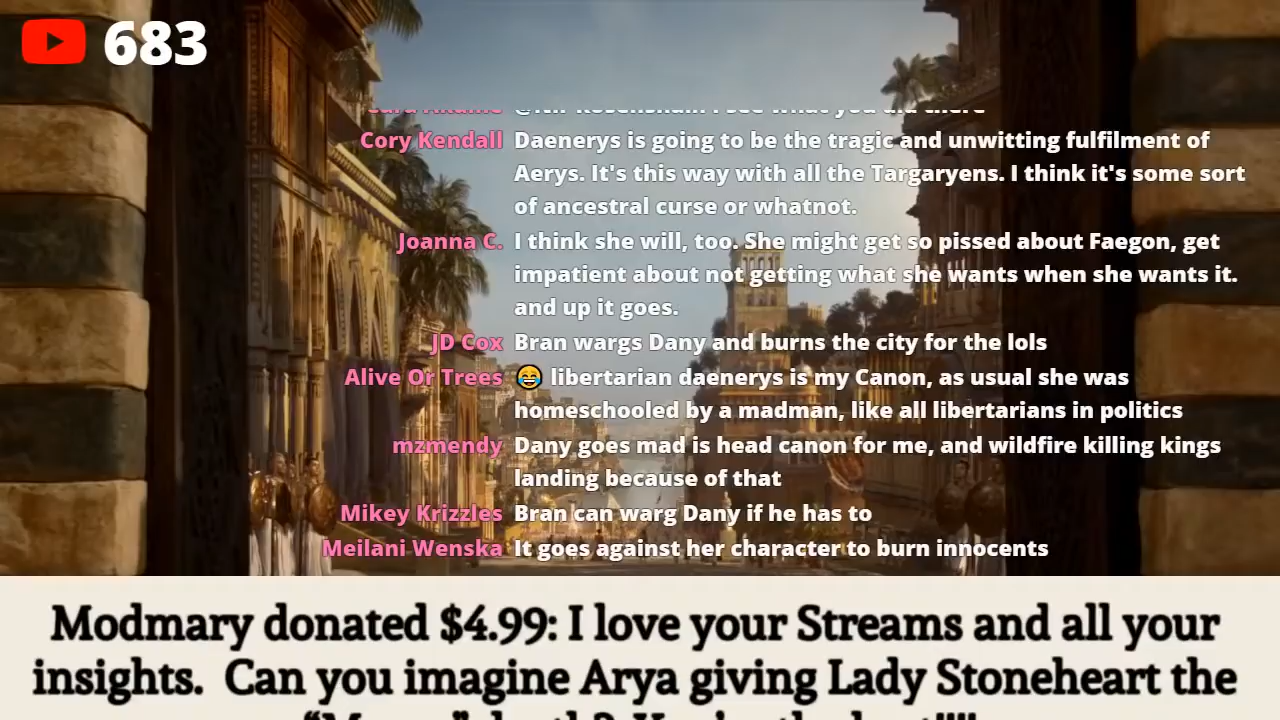 683
what you did there
Cory Kendall Daenerys is going to be the tragic and unwitting fulfilment of
Aerys. It's this way with all the Targaryens. I think it's some sort
of ancestral curse or whatnot.
Joanna C. I think she will, too. She might get so pissed about Faegon, get
impatient about not getting what she wants when she wants it.
and up it goes.
JD Cox Bran wargs Dany and burns the city for the lols
Alive Or Trees 😂 libertarian daenerys is my Canon, as usual she was
homeschooled by a madman, like all libertarians in politics
mzmendy Dany goes mad is head canon for me, and wildfire killing kings
landing because of that
Mikey Krizzles Bran can warg Dany if he has to
Meilani Wenska It goes against her character to burn innocents
Modmary donated $4.99: I love your Streams and all your
insights. Can you imagine Arya giving Lady Stoneheart the